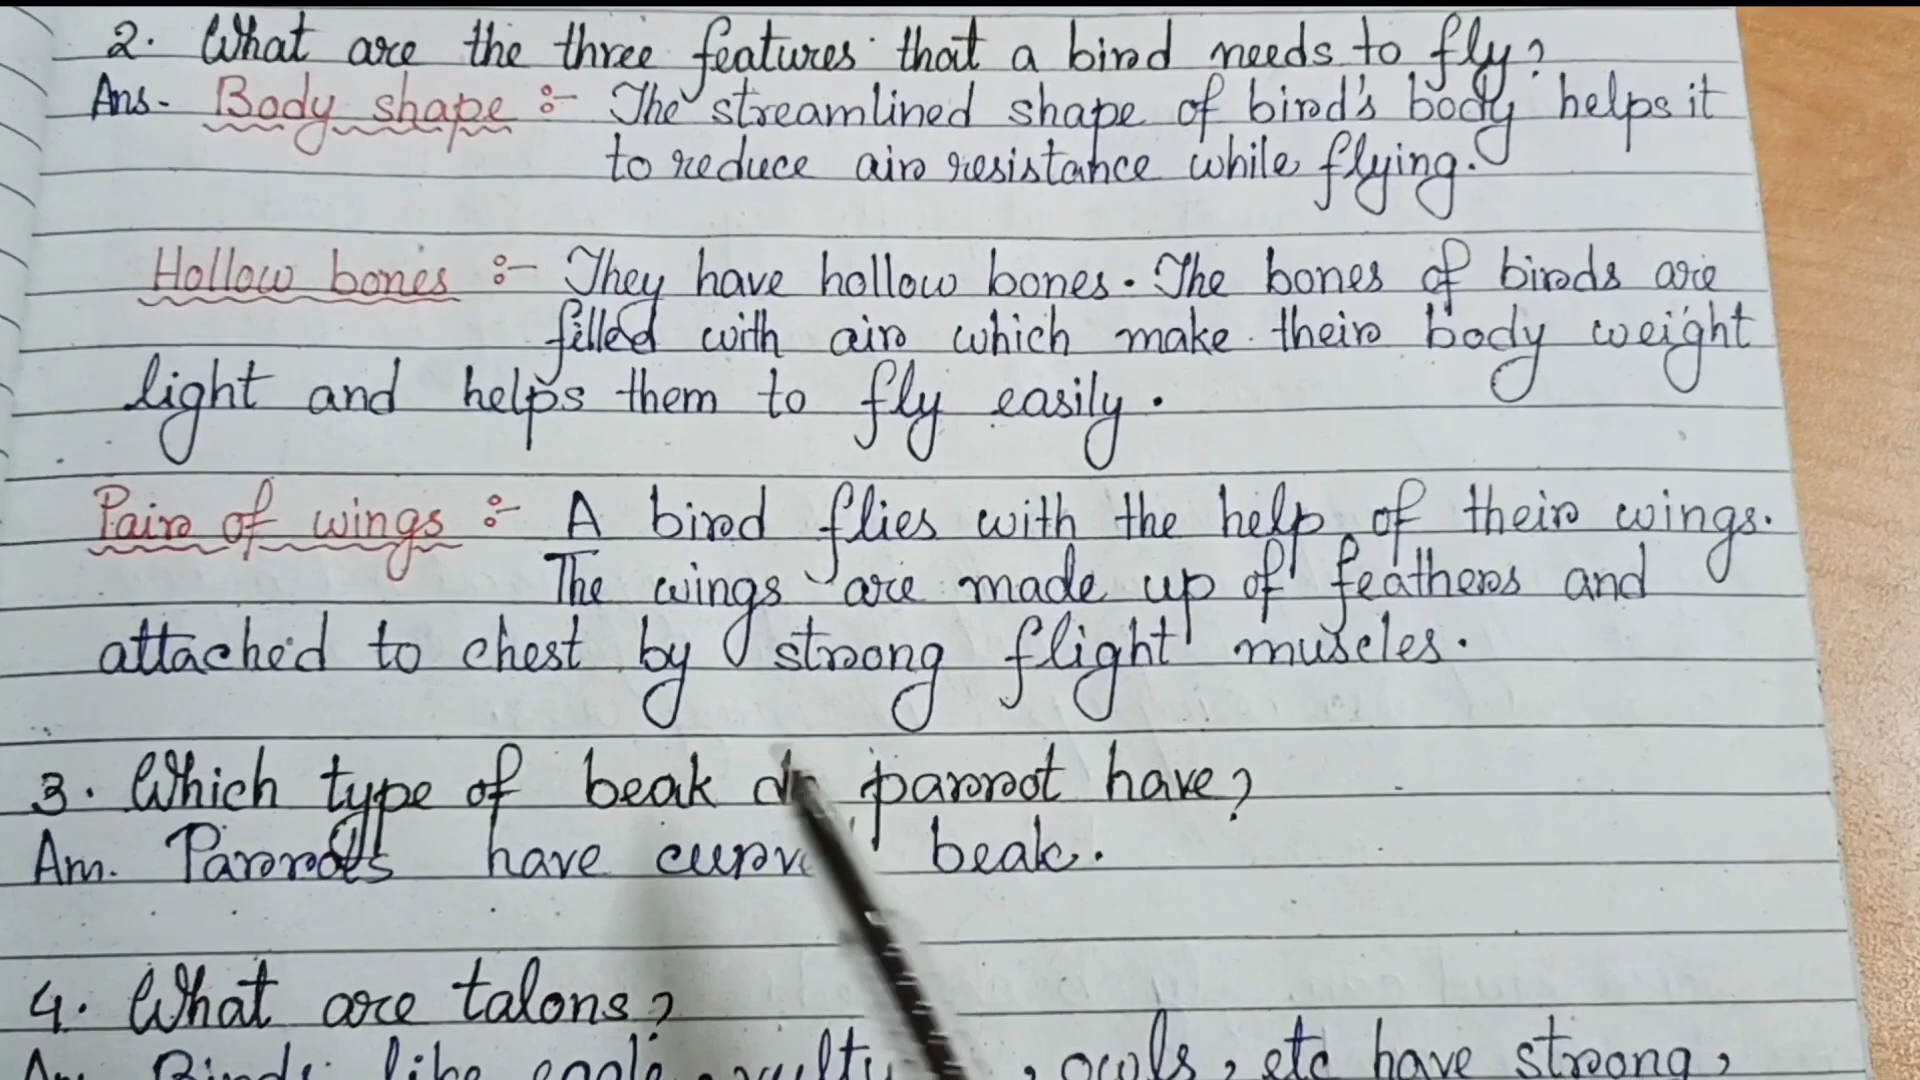 2. What are the three features that a bird needs to fly?
Ans. Body shape :- The streamlined shape of bird's body helps it
to reduce air resistance while flying.
Hollow bones :- They have hollow bones. The bones of birds are
filled with air which make their body weight
light and helps them to fly easily.
Pair of wings :- A bird flies with the help of their wings.
The wings are made up of feathers and
attached to chest by strong flight muscles.
3. Which type of beak parrot have?
Ans. Parrots have beak.
4. What are talons?
Birds like eagle, owls, etc have strong,